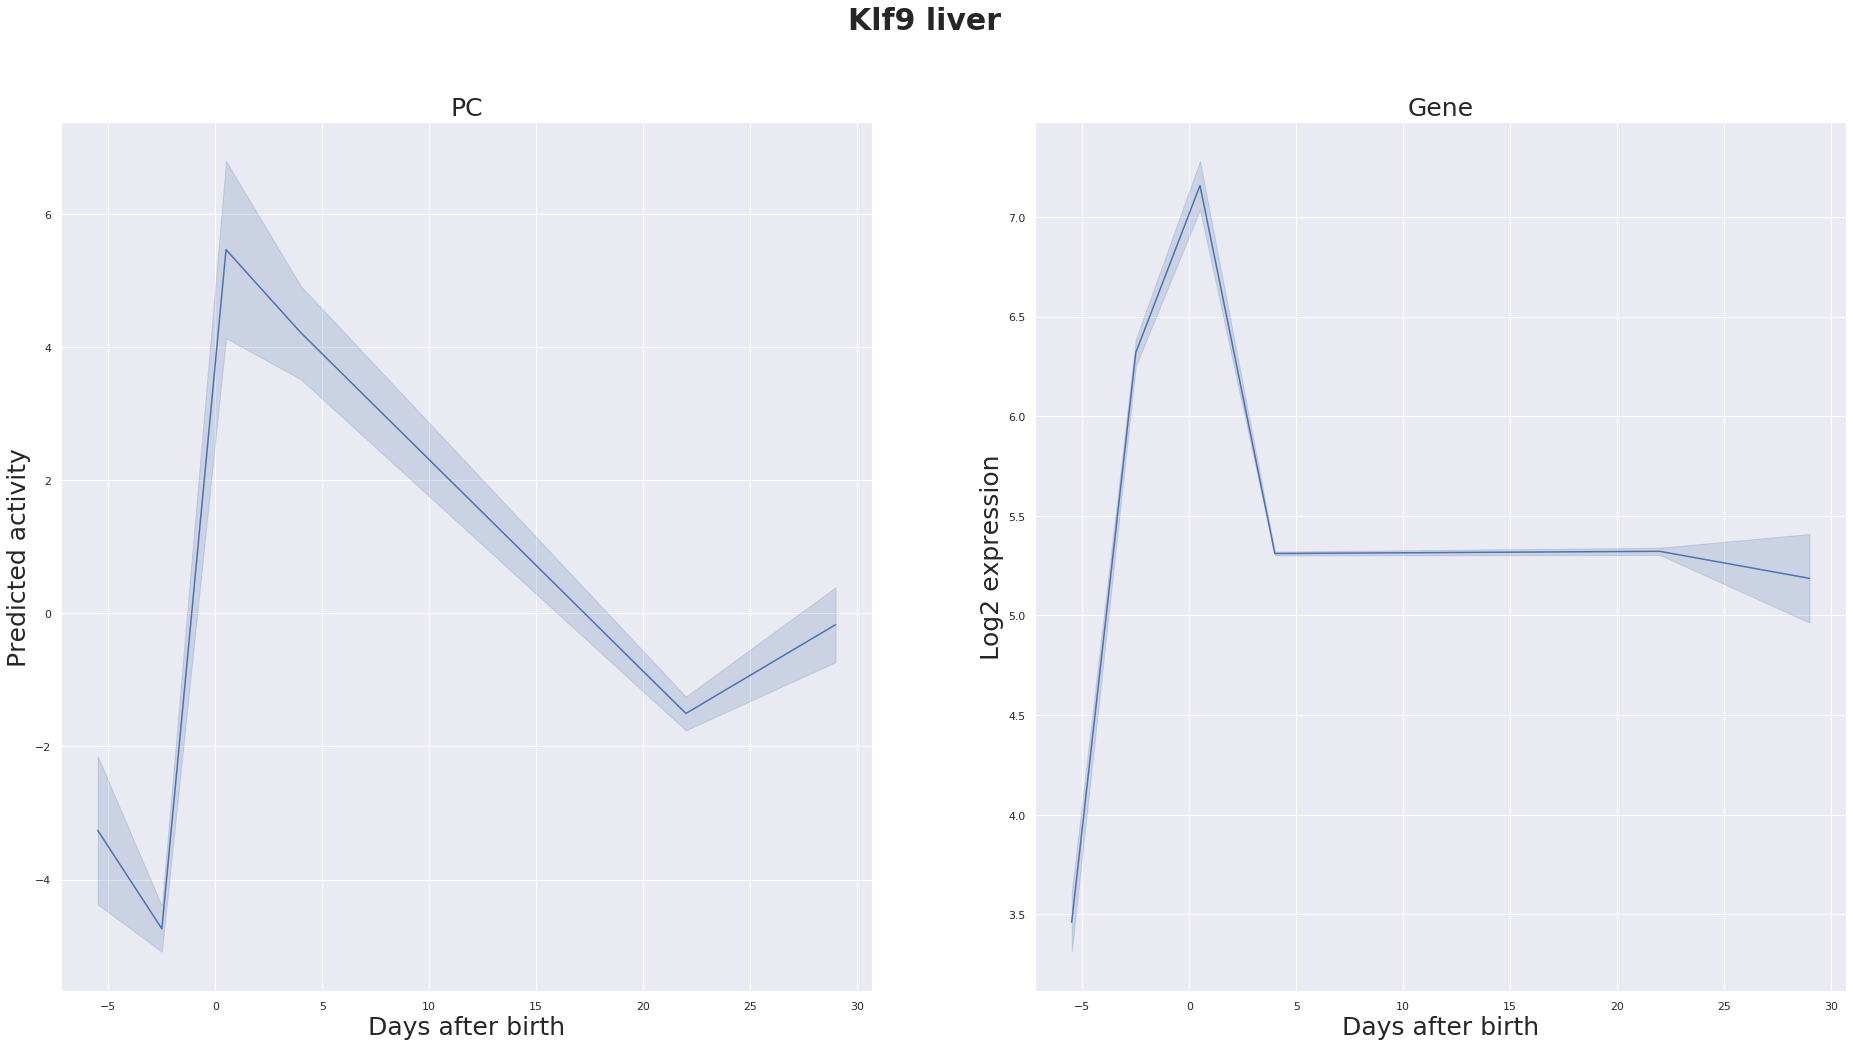 Klf9 liver
PC
Predicted activity
6
4
2
0
−2
−4
−5 0 5 10 15 20 25 30
Days after birth
Gene
Log2 expression
7.0
6.5
6.0
5.5
5.0
4.5
4.0
3.5
−5 0 5 10 15 20 25 30
Days after birth